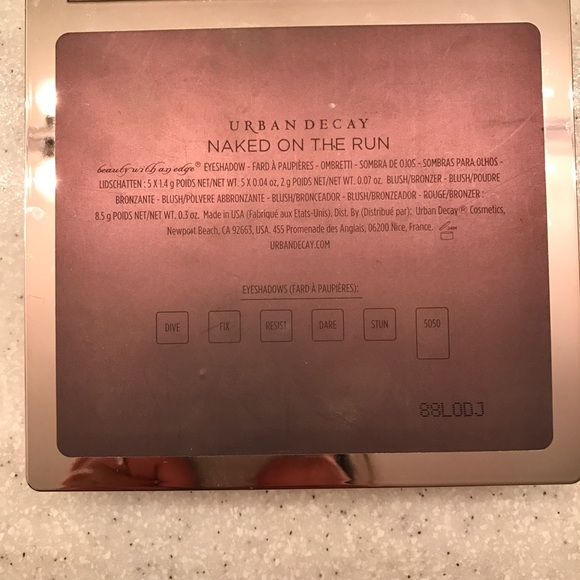 URBAN DECAY
NAKED ON THE RUN
beauty with an edge® EYESHADOW - FARD À PAUPIÈRES - OMBRETTI - SOMBRA DE OJOS - SOMBRAS PARA OLHOS -
LIDSCHATTEN : 5 X 1.4 g POIDS NET/NET WT. 5 X 0.04 oz, 2 g POIDS NET/NET WT. 0.07 oz. BLUSH/BRONZER - BLUSH/POUDRE
BRONZANTE - BLUSH/POLVERE ABBRONZANTE - BLUSH/BRONCEADOR - BLUSH/BRONZEADOR - ROUGE/BRONZER :
8.5 g POIDS NET/NET WT. 0.3 oz. Made in USA (Fabriqué aux Etats-Unis). Dist. By (Distribué par): Urban Decay® Cosmetics,
Newport Beach, CA 92663, USA. 455 Promenade des Anglais, 06200 Nice, France.
URBANDECAY.COM
EYESHADOWS (FARD À PAUPIÈRES):
DIVE FIX RESIST DARE STUN 5050
88LODJ